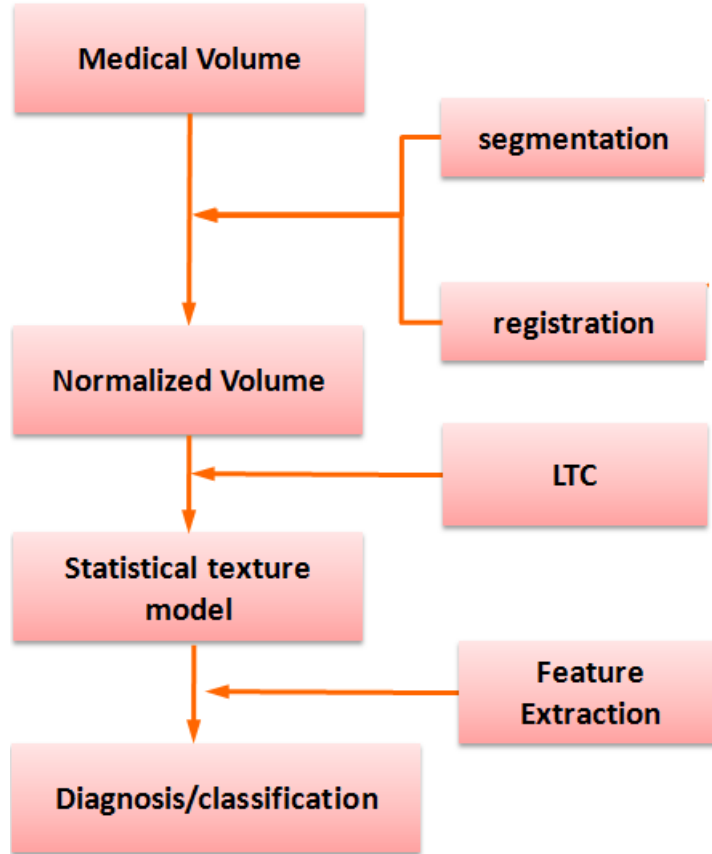 Medical Volume
segmentation
registration
Normalized Volume
LTC
Statistical texture
model
Feature
Extraction
Diagnosis/classification